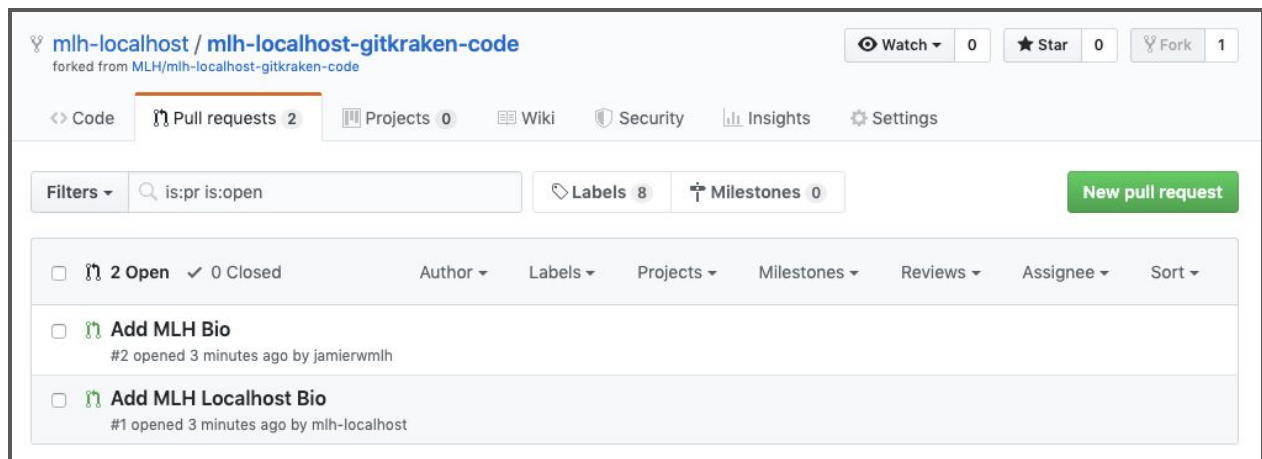 mlh-localhost / mlh-localhost-gitkraken-code
Watch 0 Star 0 Fork 1
forked from MLH/mlh-localhost-gitkraken-code
Code Pull requests 2 Projects 0 Wiki Security Insights Settings
Filters is:pr is:open Labels 8 Milestones 0 New pull request
2 Open 0 Closed Author Labels Projects Milestones Reviews Assignee Sort
Add MLH Bio
#2 opened 3 minutes ago by jamierwmlh
Add MLH Localhost Bio
#1 opened 3 minutes ago by mlh-localhost